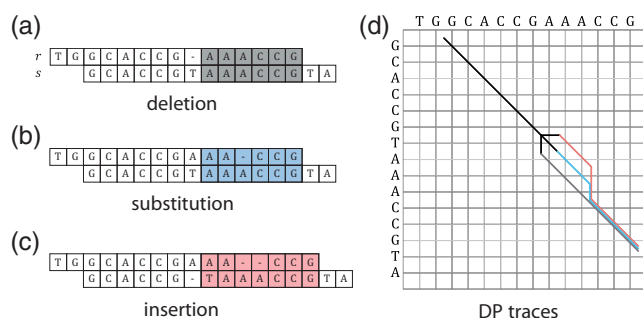 (a)
r T G G C A C C G - A A A C C G
s G C A C C G T A A A C C G T A
deletion
(b)
T G G C A C C G A A A - C C G
G C A C C G T A A A C C G T A
substitution
(c)
T G G C A C C G A A A - - C C G
G C A C C G - T A A A C C G T A
insertion
(d)
T G G C A C C G A A A C C G
G
C
A
C
C
G
T
A
A
A
C
C
G
T
A
DP traces